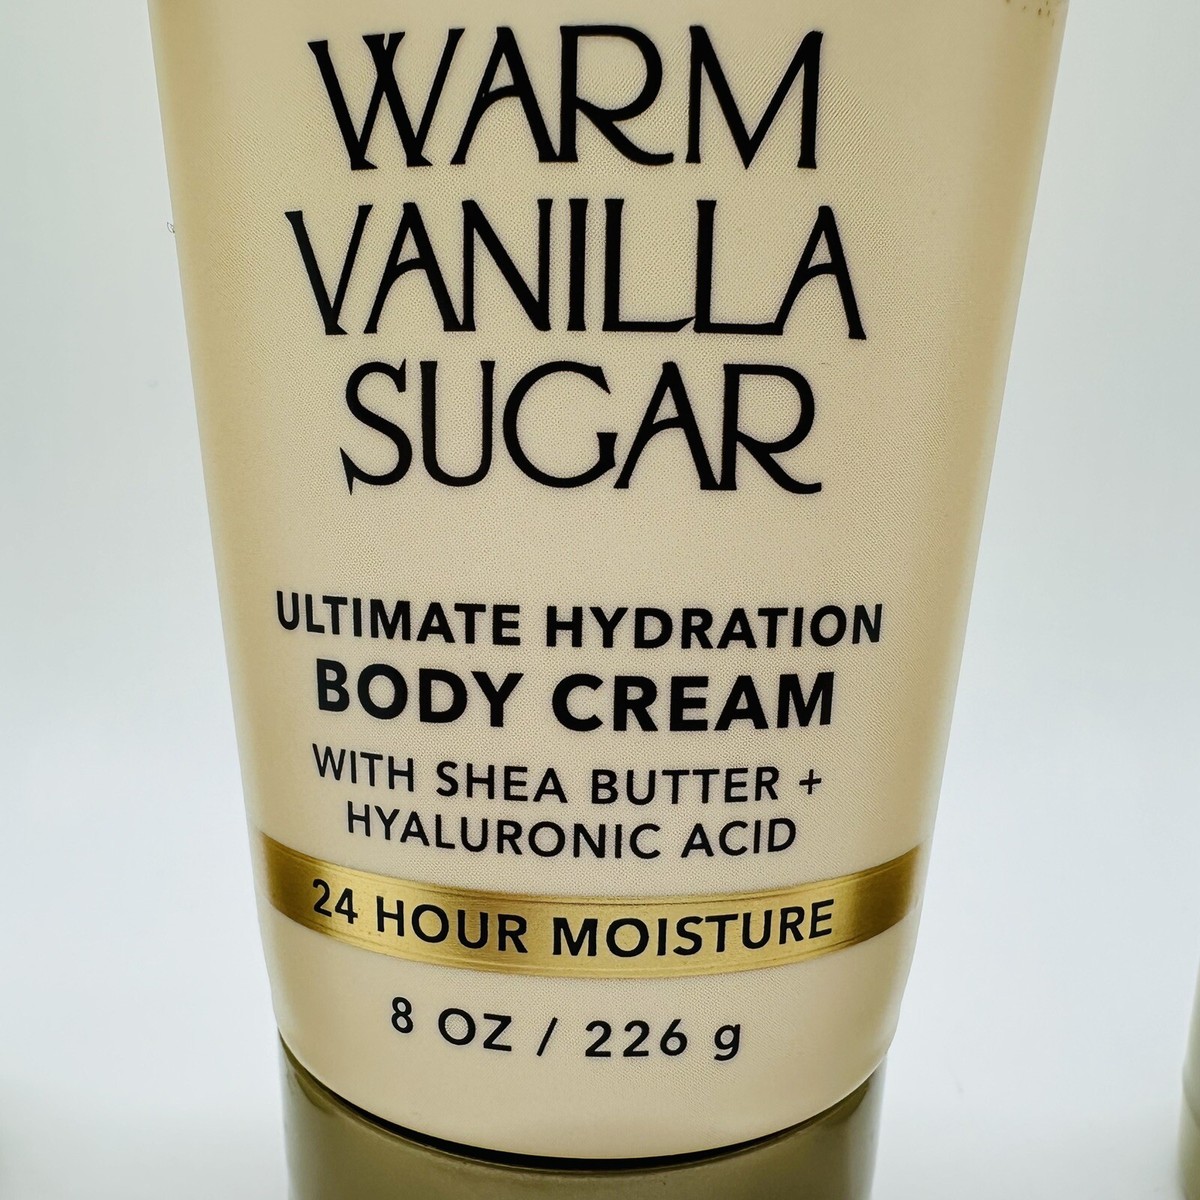 WARM
VANILLA
SUGAR
ULTIMATE HYDRATION
BODY CREAM
WITH SHEA BUTTER +
HYALURONIC ACID
24 HOUR MOISTURE
8 OZ / 226 g